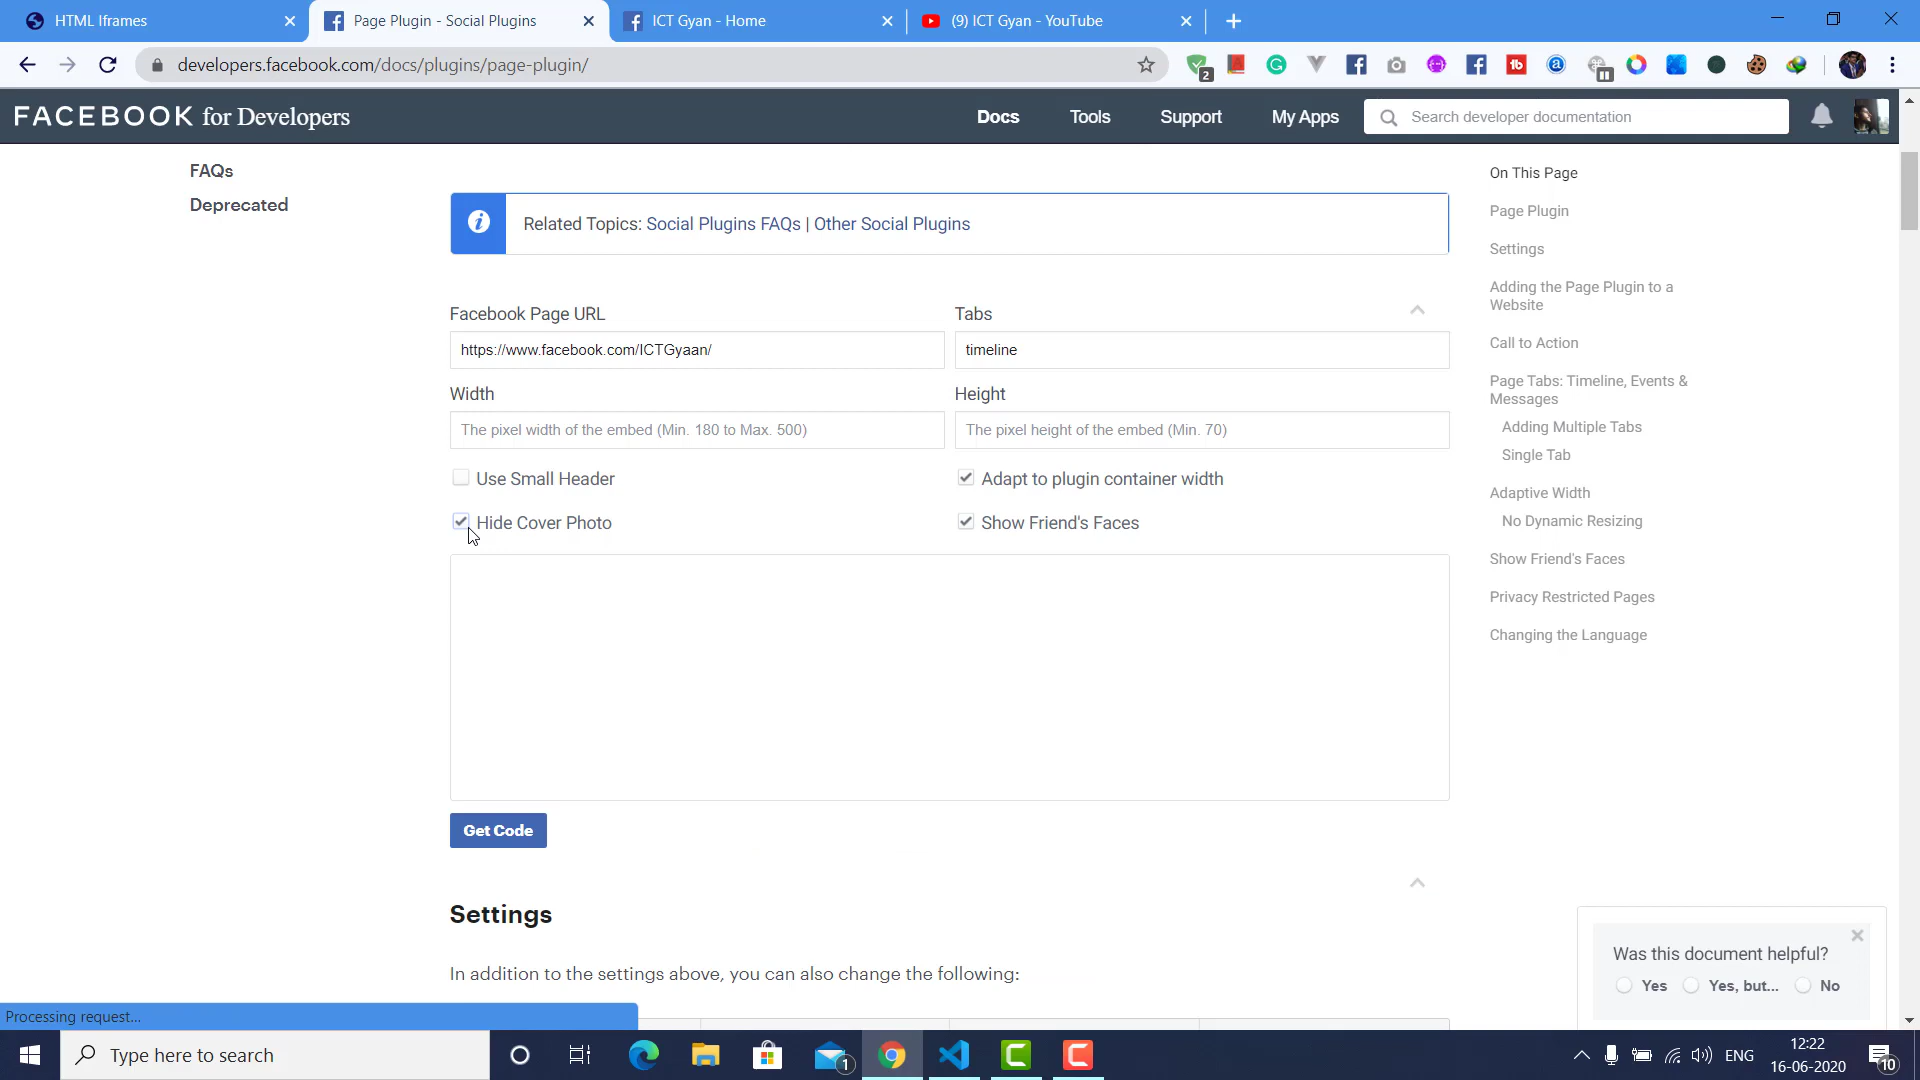 HTML Iframes
Page Plugin - Social Plugins
ICT Gyan - Home
(9) ICT Gyan - YouTube
developers.facebook.com/docs/plugins/page-plugin/
2
FACEBOOK for Developers
Docs
Tools
Support
My Apps
Search developer documentation
FAQs
Deprecated
Related Topics: Social Plugins FAQs | Other Social Plugins
Facebook Page URL
Tabs
https://www.facebook.com/ICTGyaan/
timeline
Width
Height
The pixel width of the embed (Min. 180 to Max. 500)
The pixel height of the embed (Min. 70)
Use Small Header
Adapt to plugin container width
Hide Cover Photo
Show Friend's Faces
Get Code
Settings
In addition to the settings above, you can also change the following:
On This Page
Page Plugin
Settings
Adding the Page Plugin to a
Website
Call to Action
Page Tabs: Timeline, Events &
Messages
Adding Multiple Tabs
Single Tab
Adaptive Width
No Dynamic Resizing
Show Friend's Faces
Privacy Restricted Pages
Changing the Language
Was this document helpful?
Yes
Yes, but...
No
Processing request...
Type here to search
1
ENG
12:22
16-06-2020
10